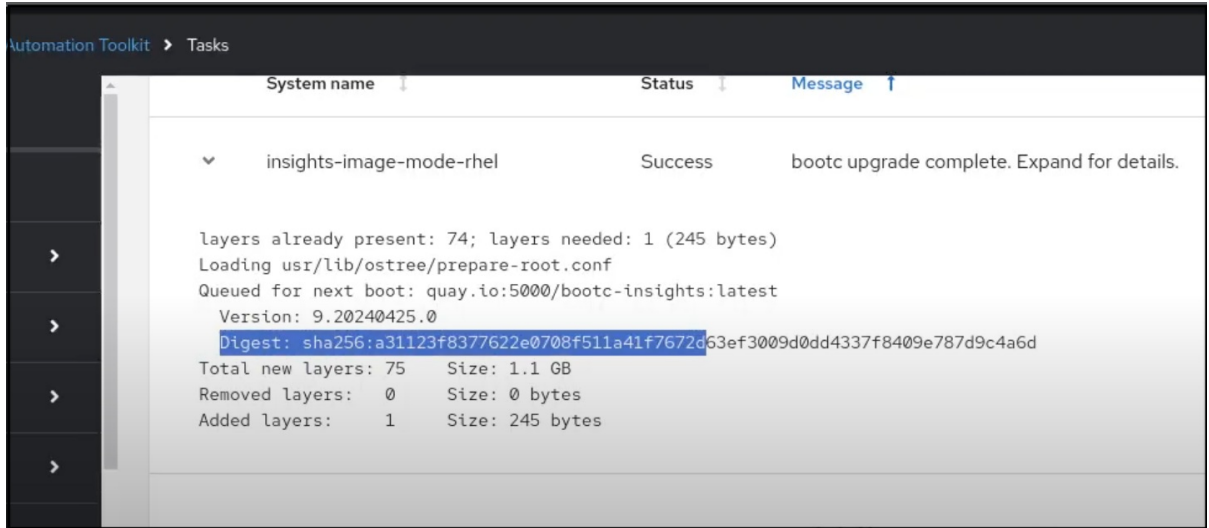 Automation Toolkit > Tasks
System name Status Message
insights-image-mode-rhel Success bootc upgrade complete. Expand for details.
layers already present: 74; layers needed: 1 (245 bytes)
Loading usr/lib/ostree/prepare-root.conf
Queued for next boot: quay.io:5000/bootc-insights:latest
Version: 9.20240425.0
Digest: sha256:a31123f8377622e0708f511a41f7672d63ef3009d0dd4337f8409e787d9c4a6d
Total new layers: 75 Size: 1.1 GB
Removed layers: 0 Size: 0 bytes
Added layers: 1 Size: 245 bytes